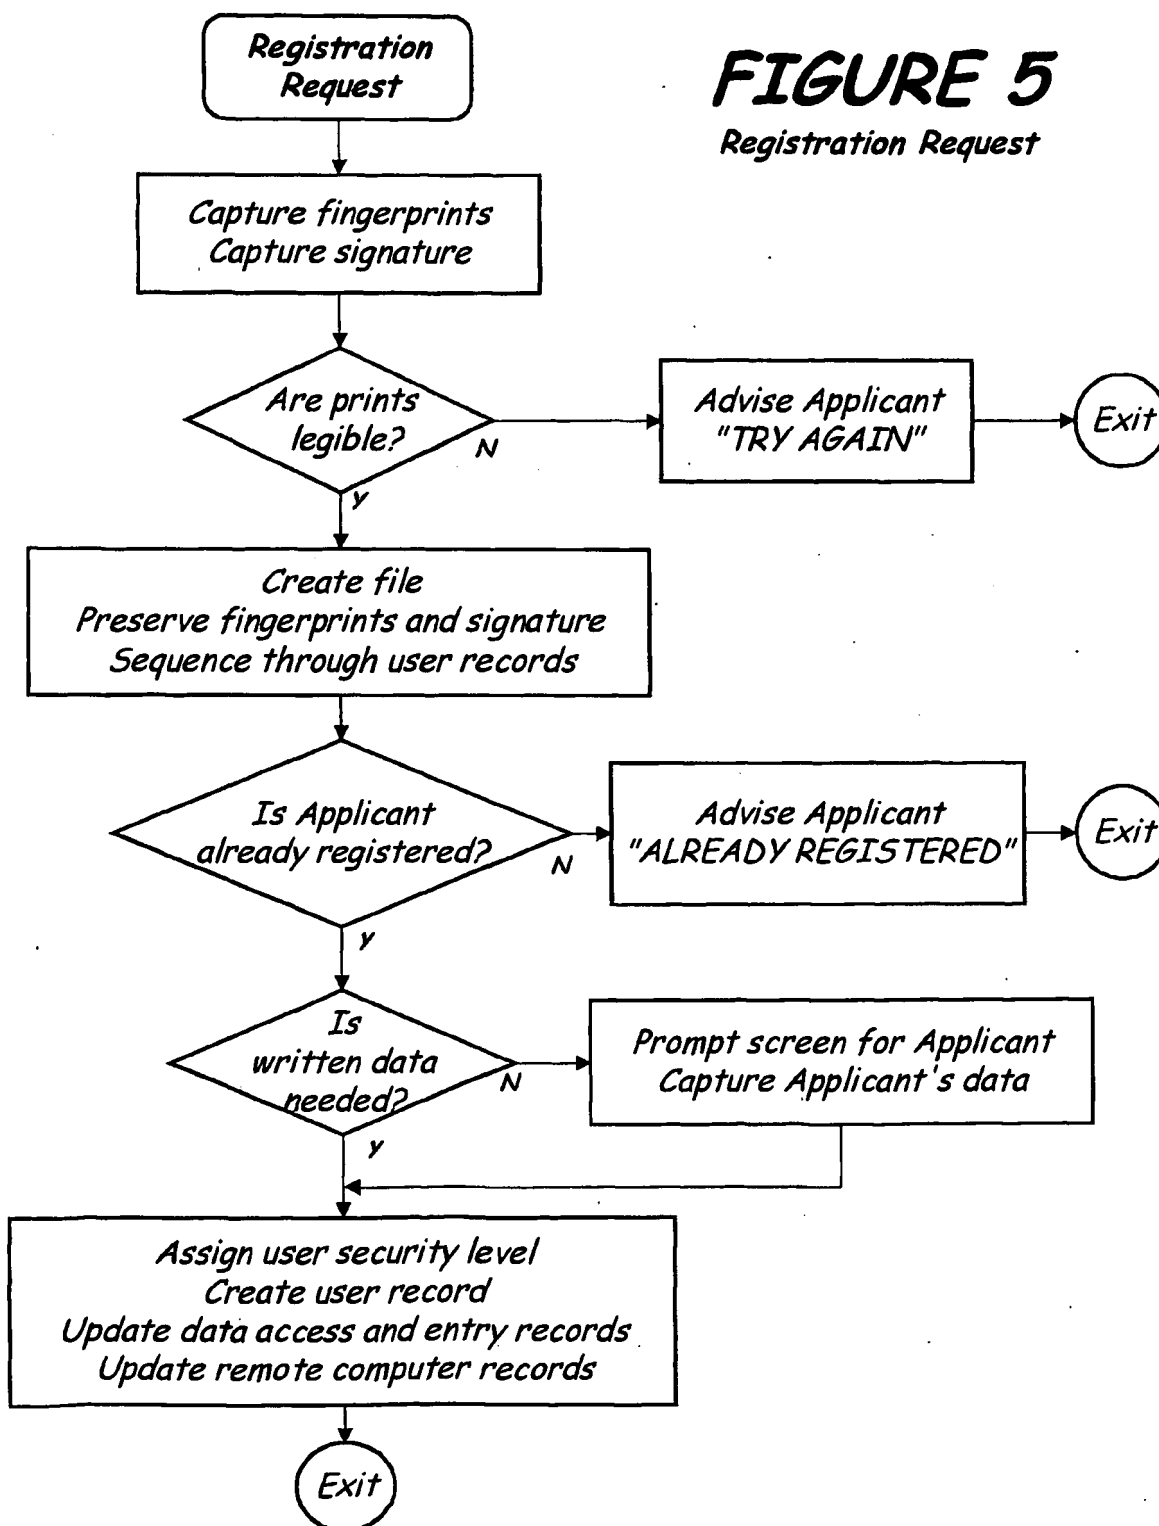 Registration
Request
FIGURE 5
Registration Request
Capture fingerprints
Capture signature
Are prints
legible?
N
Y
Advise Applicant
"TRY AGAIN"
Exit
Create file
Preserve fingerprints and signature
Sequence through user records
Is Applicant
already registered?
N
Y
Advise Applicant
"ALREADY REGISTERED"
Exit
Is
written data
needed?
N
Y
Prompt screen for Applicant
Capture Applicant's data
Assign user security level
Create user record
Update data access and entry records
Update remote computer records
Exit